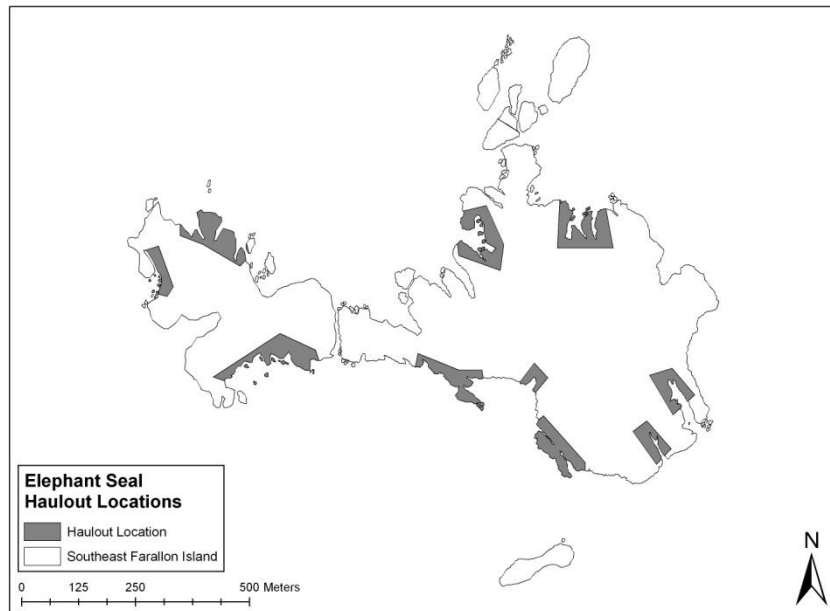 Elephant Seal
Haulout Locations
Haulout Location
Southeast Farallon Island
0 125 250 500 Meters
N